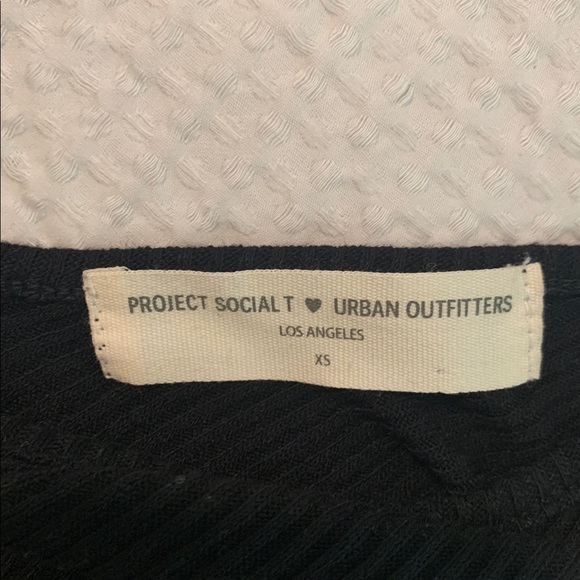 PROJECT SOCIAL T ♥ URBAN OUTFITTERS
LOS ANGELES
XS